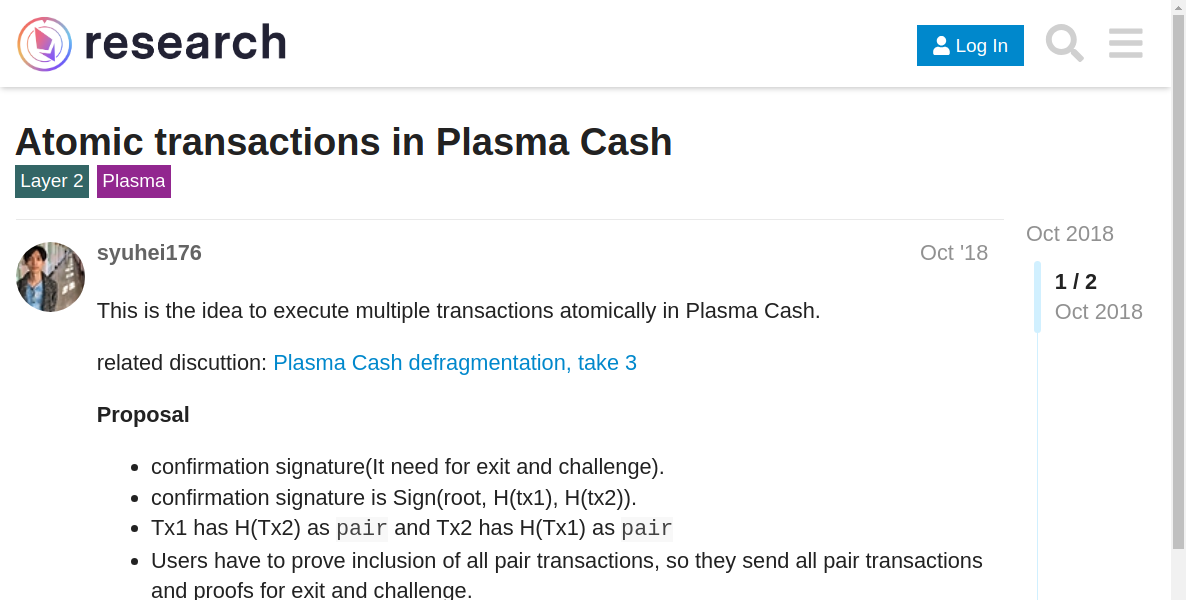 research
Log In
Atomic transactions in Plasma Cash
Layer 2 Plasma
syuhei176
Oct '18
Oct 2018
1 / 2
Oct 2018
This is the idea to execute multiple transactions atomically in Plasma Cash.
related discuttion: Plasma Cash defragmentation, take 3
Proposal
confirmation signature(It need for exit and challenge).
confirmation signature is Sign(root, H(tx1), H(tx2)).
Tx1 has H(Tx2) as pair and Tx2 has H(Tx1) as pair
Users have to prove inclusion of all pair transactions, so they send all pair transactions
and proofs for exit and challenge.